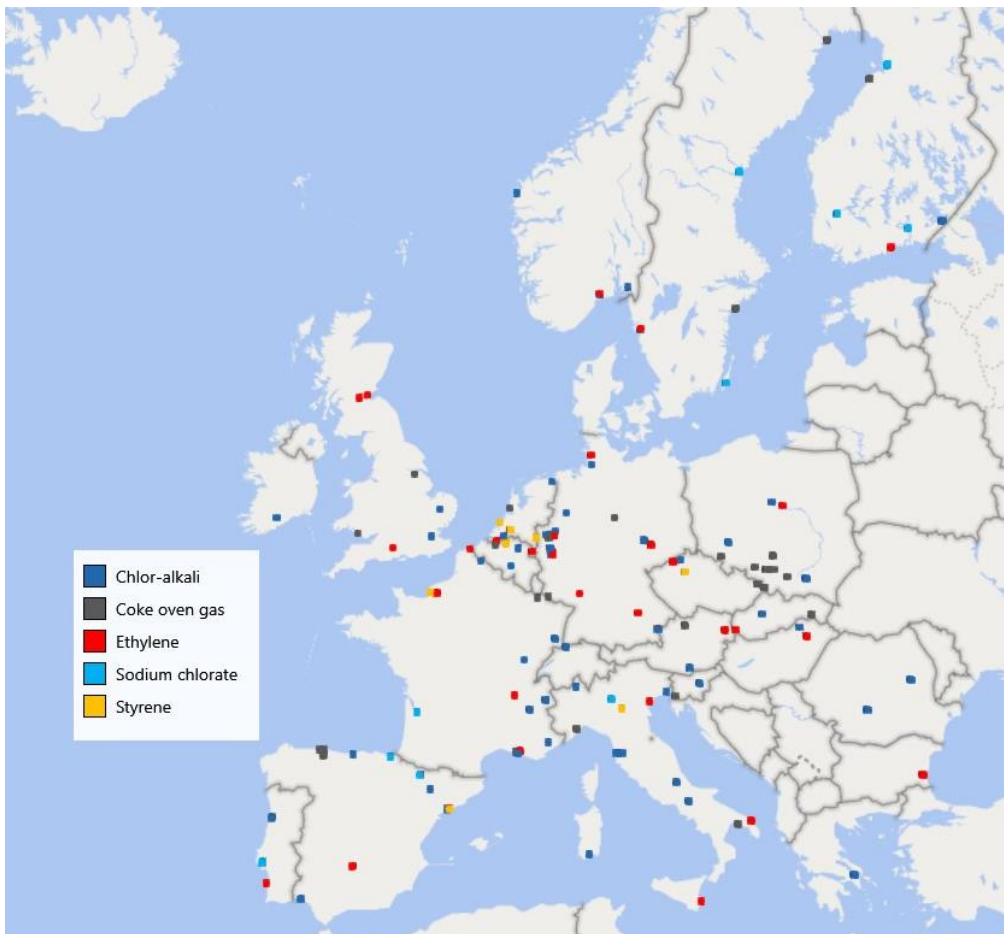 Chlor-alkali
Coke oven gas
Ethylene
Sodium chlorate
Styrene